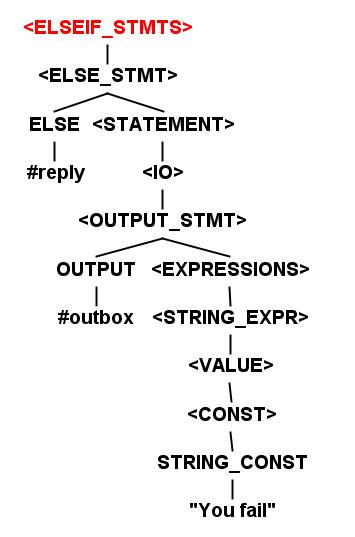 <ELSEIF_STMTS>
<ELSE_STMT>
ELSE <STATEMENT>
#reply <IO>
<OUTPUT_STMT>
OUTPUT <EXPRESSIONS>
#outbox <STRING_EXPR>
<VALUE>
<CONST>
STRING_CONST
"You fail"